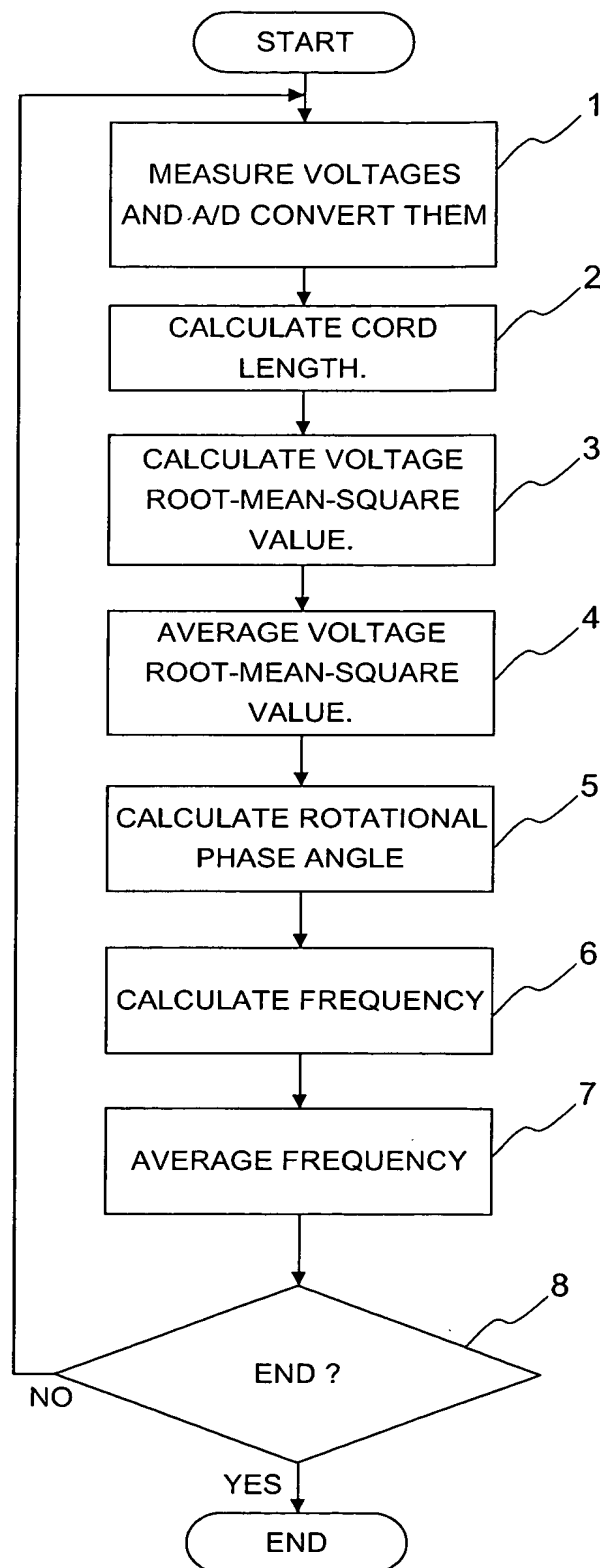 START
1
MEASURE VOLTAGES
AND A/D CONVERT THEM
2
CALCULATE CORD
LENGTH.
3
CALCULATE VOLTAGE
ROOT-MEAN-SQUARE
VALUE.
4
AVERAGE VOLTAGE
ROOT-MEAN-SQUARE
VALUE.
5
CALCULATE ROTATIONAL
PHASE ANGLE
6
CALCULATE FREQUENCY
7
AVERAGE FREQUENCY
8
END ?
NO
YES
END